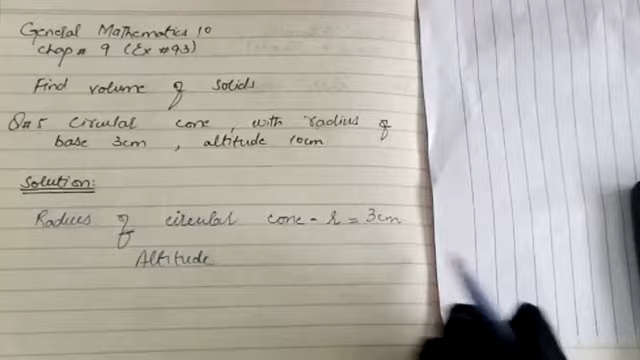 General Mathematics 10
Chap # 9 (Ex # 9.3)
Find volume of solids
Q# 5 Circular cone, with radius of
base 3cm, altitude 10cm
Solution:
Radius of circular cone = r = 3cm
Altitude